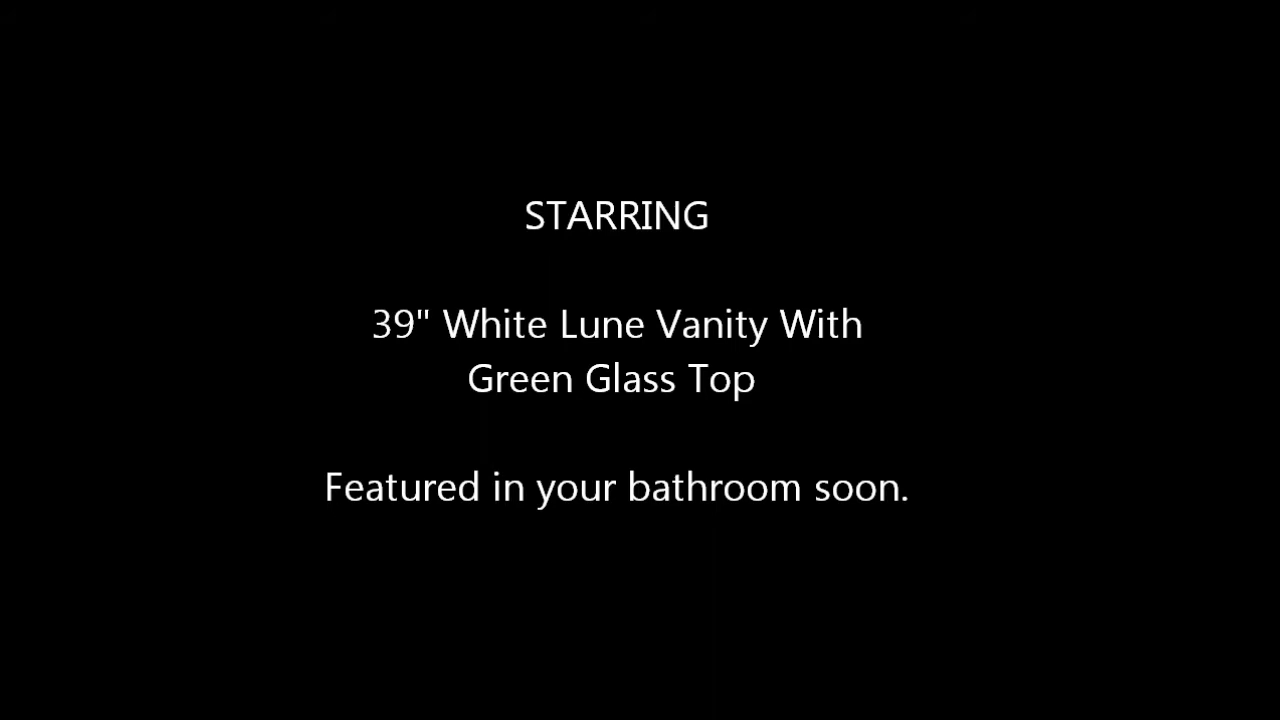 STARRING
39" White Lune Vanity With
Green Glass Top
Featured in your bathroom soon.